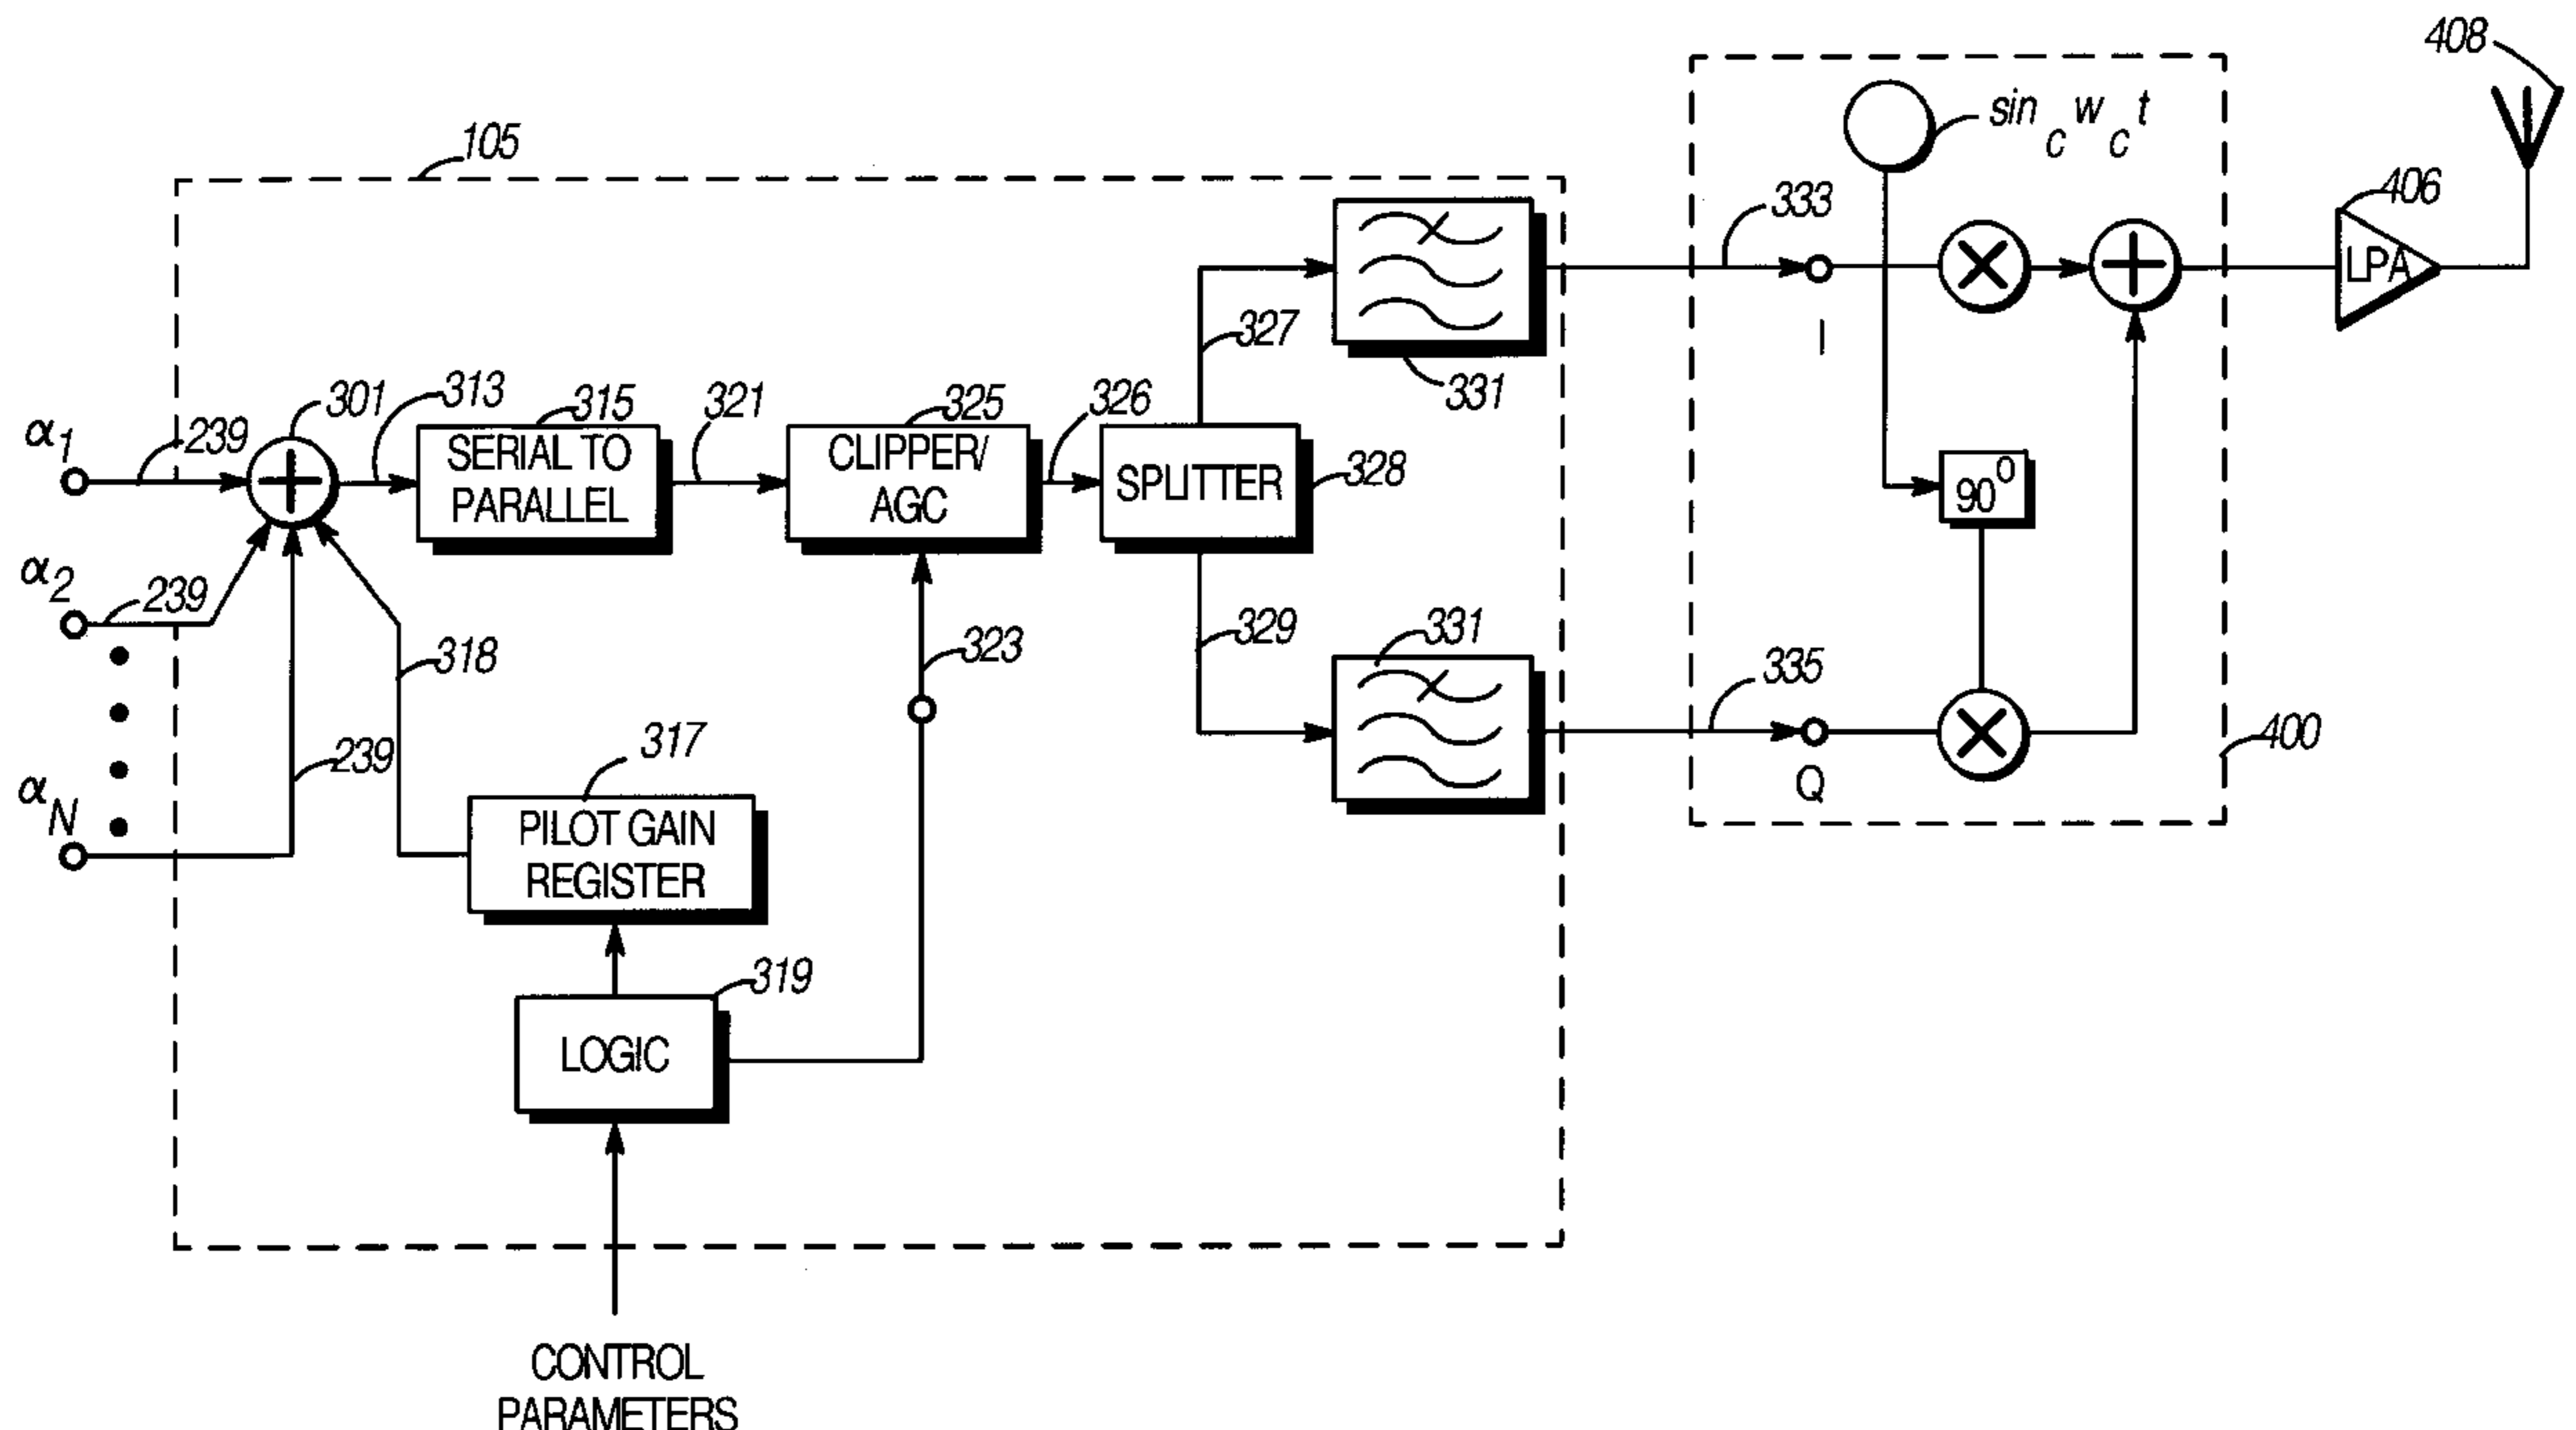 408
sin c w c t
105
406
333
LPA
327
I
331
301
313
315
321
325
326
α1
239
SERIAL TO
PARALLEL
CLIPPER/
AGC
SPLITTER
328
90o
α2
239
329
331
318
323
335
317
239
400
Q
αN
PILOT GAIN
REGISTER
319
LOGIC
CONTROL
PARAMETERS